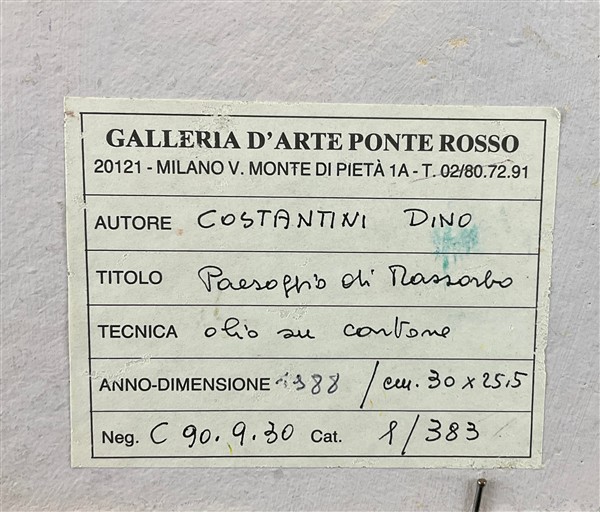 GALLERIA D'ARTE PONTE ROSSO
20121 - MILANO V. MONTE DI PIETÀ 1A - T. 02/80.72.91
AUTORE COSTANTINI DINO
TITOLO Paesaggio di Mazzorbo
TECNICA olio su cartone
ANNO-DIMENSIONE 1988 / cm. 30 x 25,5
Neg. C 90.9.30 Cat. 1/383